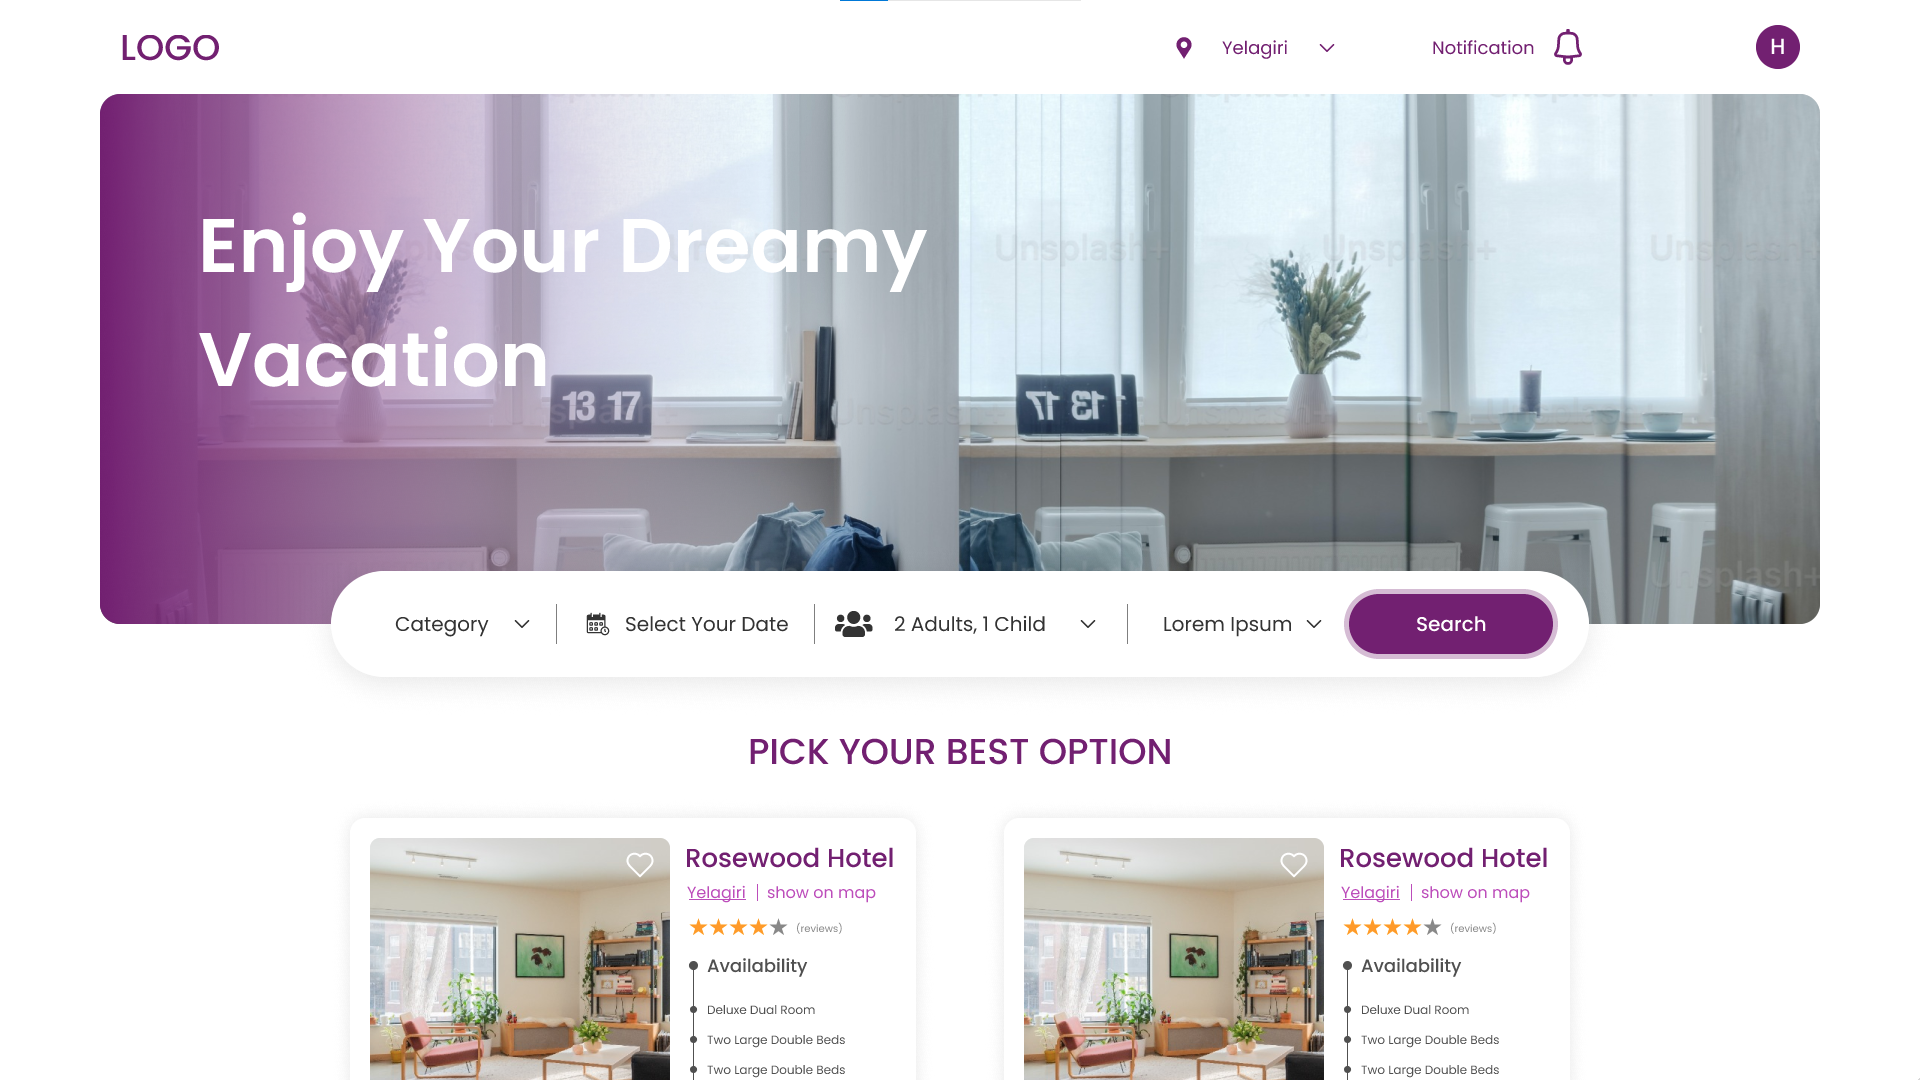 LOGO
Yelagiri
Notification
H
Enjoy Your Dreamy
Vacation
Unsplash+
Unsplash+
Unsplash+
13 17
Category
Select Your Date
2 Adults, 1 Child
Lorem Ipsum
Search
PICK YOUR BEST OPTION
Rosewood Hotel
Yelagiri | show on map
(reviews)
Availability
Deluxe Dual Room
Two Large Double Beds
Two Large Double Beds
Rosewood Hotel
Yelagiri | show on map
(reviews)
Availability
Deluxe Dual Room
Two Large Double Beds
Two Large Double Beds